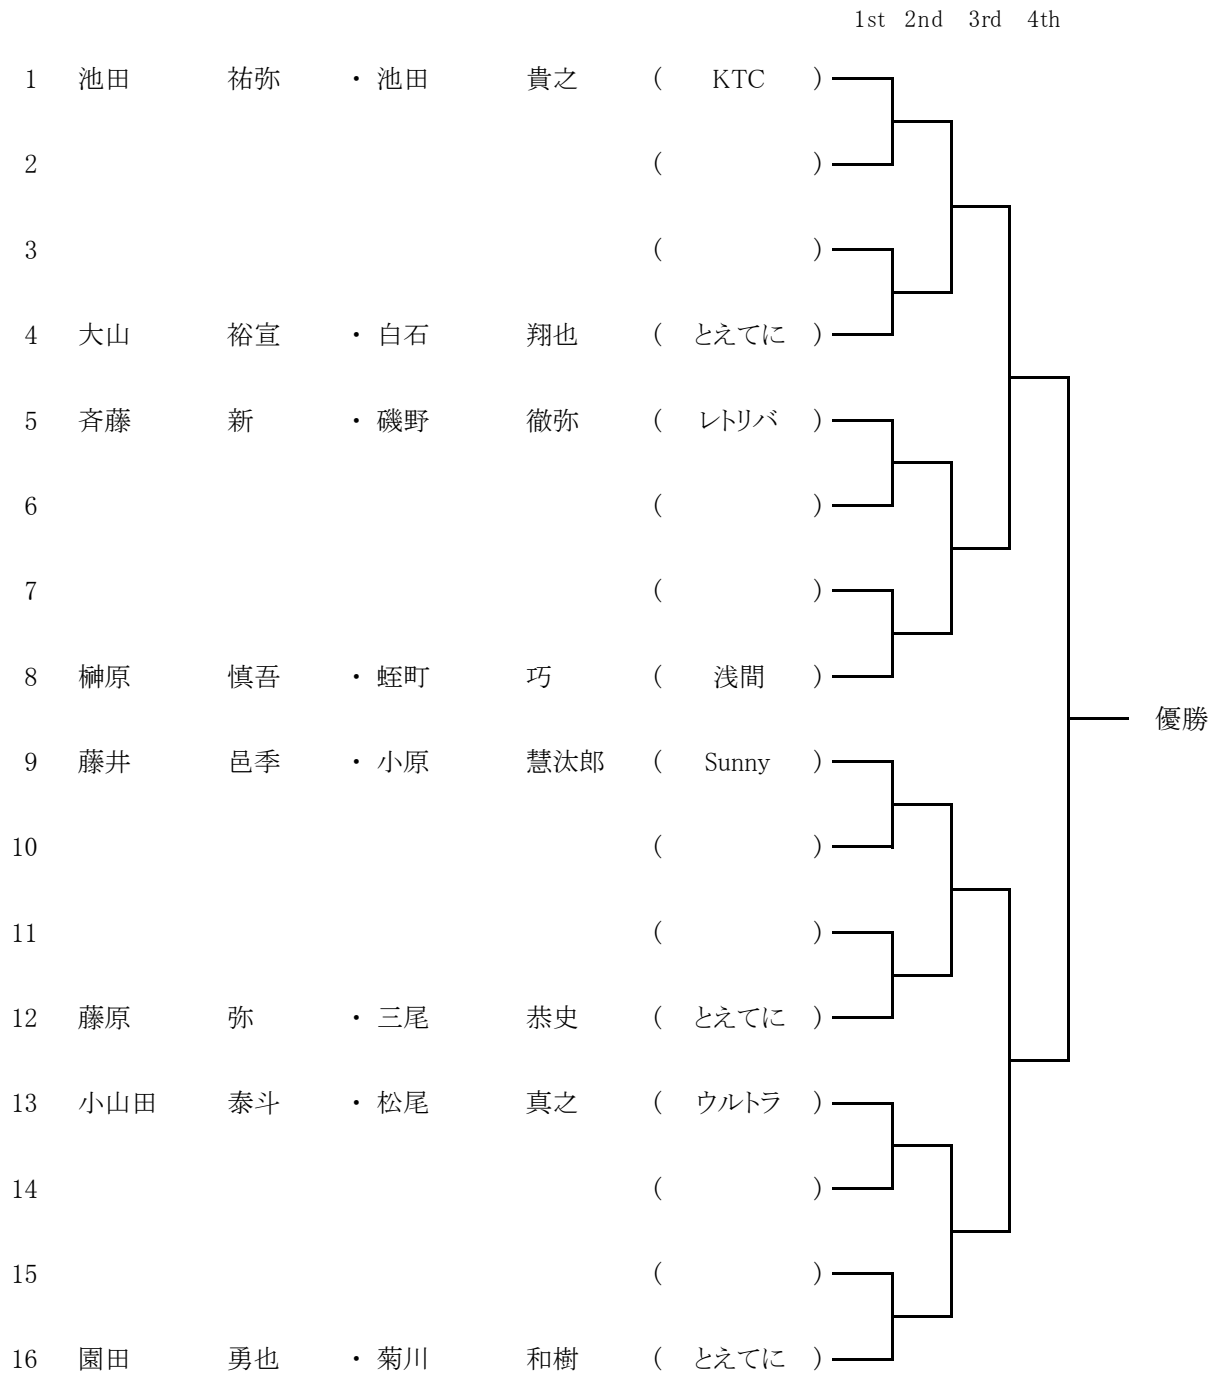 1st 2nd 3rd 4th
1 池田 祐弥 ・ 池田 貴之 ( KTC )
2 ( )
3 ( )
4 大山 裕宣 ・ 白石 翔也 ( とえてに )
5 斉藤 新 ・ 磯野 徹弥 ( レトリバ )
6 ( )
7 ( )
8 榊原 慎吾 ・ 蛭町 巧 ( 浅間 )
優勝
9 藤井 邑季 ・ 小原 慧汰郎 ( Sunny )
10 ( )
11 ( )
12 藤原 弥 ・ 三尾 恭史 ( とえてに )
13 小山田 泰斗 ・ 松尾 真之 ( ウルトラ )
14 ( )
15 ( )
16 園田 勇也 ・ 菊川 和樹 ( とえてに )